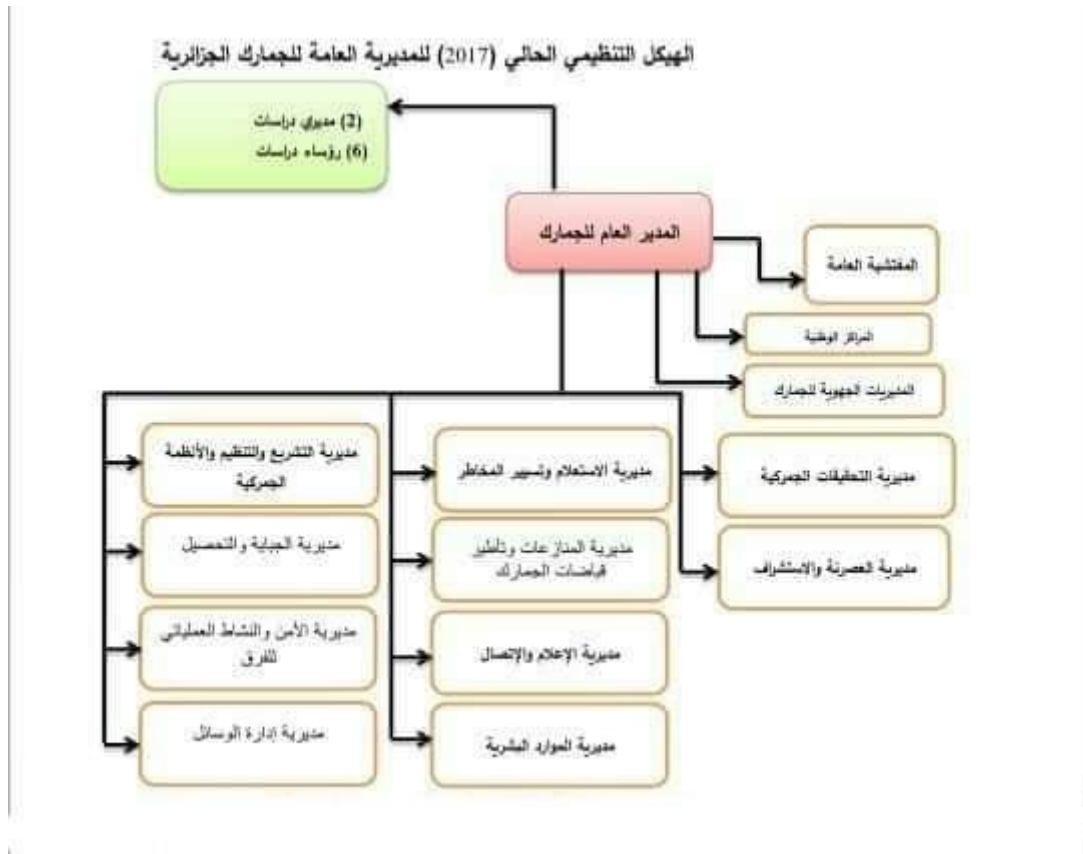 الهيكل التنظيمي الحالي (2017) للمديرية العامة للجمارك الجزائرية
(2) مديري دراسات
(6) رؤساء دراسات
المدير العام للجمارك
المفتشية العامة
المراكز الوطنية
المديريات الجهوية للجمارك
مديرية التحقيقات الجمركية
مديرية العصرنة والاستشراف
مديرية الاستعلام وتسيير المخاطر
مديرية المنازعات وتأطير
قباضات الجمارك
مديرية الإعلام والإتصال
مديرية الموارد البشرية
مديرية التشريع والتنظيم والأنظمة
الجمركية
مديرية الجباية والتحصيل
مديرية الأمن والنشاط العملياتي
للفرق
مديرية إدارة الوسائل